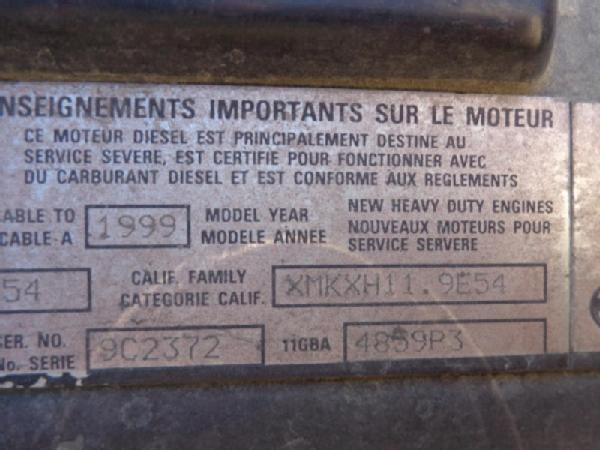 NSEIGNEMENTS IMPORTANTS SUR LE MOTEUR
CE MOTEUR DIESEL EST PRINCIPALEMENT DESTINE AU
SERVICE SEVERE, EST CERTIFIE POUR FONCTIONNER AVEC
DU CARBURANT DIESEL ET EST CONFORME AUX REGLEMENTS
CABLE TO 1999 MODEL YEAR NEW HEAVY DUTY ENGINES
CABLE-A MODELE ANNEE NOUVEAUX MOTEURS POUR
SERVICE SERVERE
54 CALIF. FAMILY XMKXH11.9E54
CATEGORIE CALIF.
SER. NO. 9C2372 11GBA 4859P3
No. SERIE